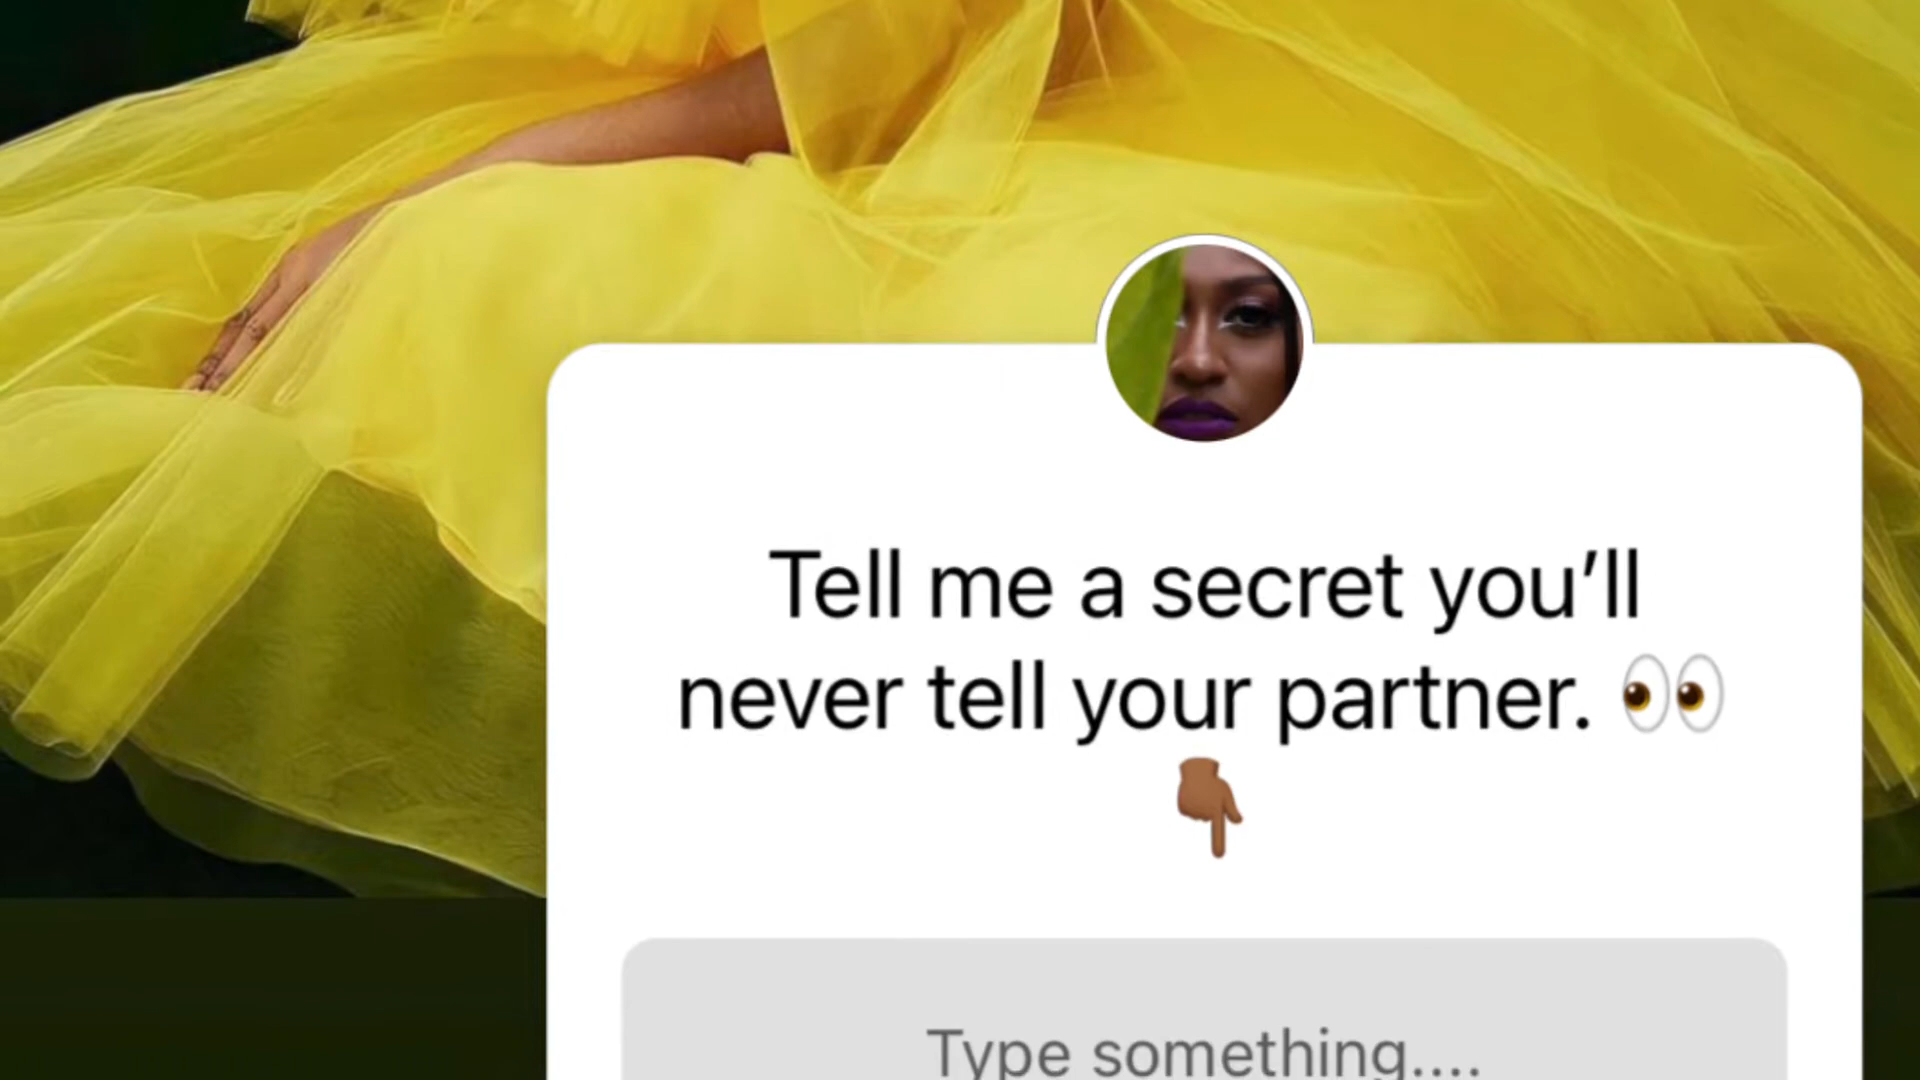 Tell me a secret you’ll
never tell your partner. 👀
👇🏾
Type something....